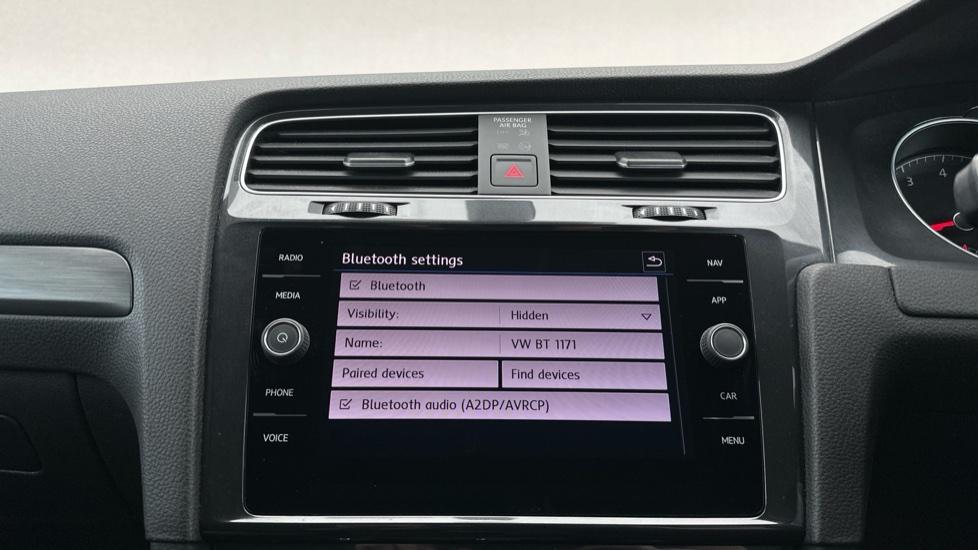 PASSENGER
AIR BAG
RADIO
MEDIA
PHONE
VOICE
Bluetooth settings
Bluetooth
Visibility: Hidden
Name: VW BT 1171
Paired devices Find devices
Bluetooth audio (A2DP/AVRCP)
NAV
APP
CAR
MENU
3 4